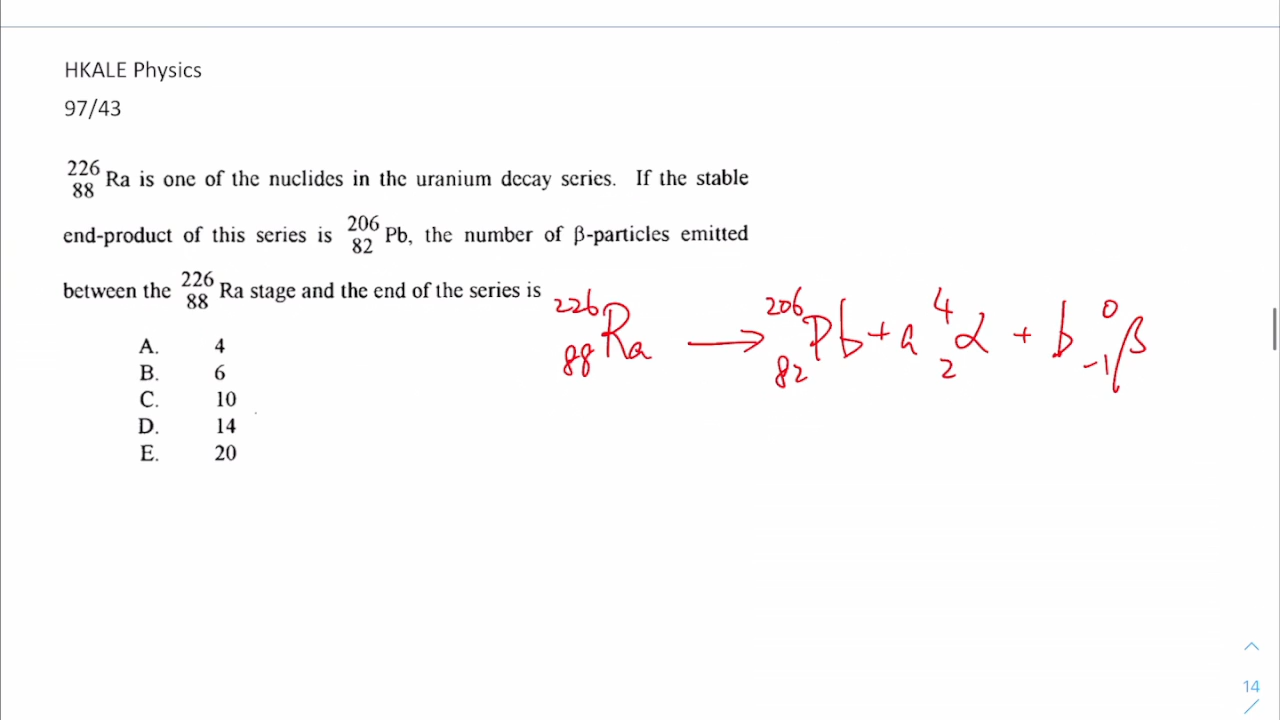 HKALE Physics
97/43
²²⁶₈₈Ra is one of the nuclides in the uranium decay series. If the stable
end-product of this series is ²⁰⁶₈₂Pb, the number of β-particles emitted
between the ²²⁶₈₈Ra stage and the end of the series is
²²⁶₈₈Ra → ²⁰⁶₈₂Pb + a ⁴₂α + b ⁰₋₁β
A. 4
B. 6
C. 10
D. 14
E. 20
14